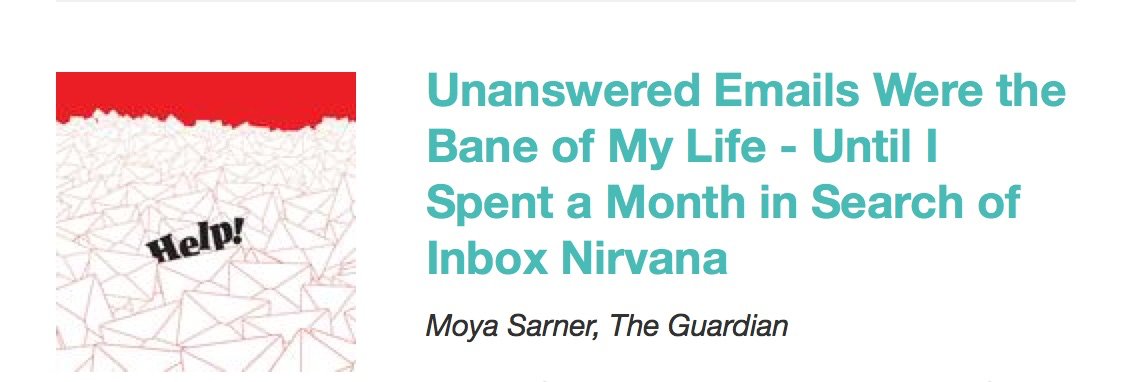 Unanswered Emails Were the
Bane of My Life - Until I
Spent a Month in Search of
Inbox Nirvana
Help!
Moya Sarner, The Guardian